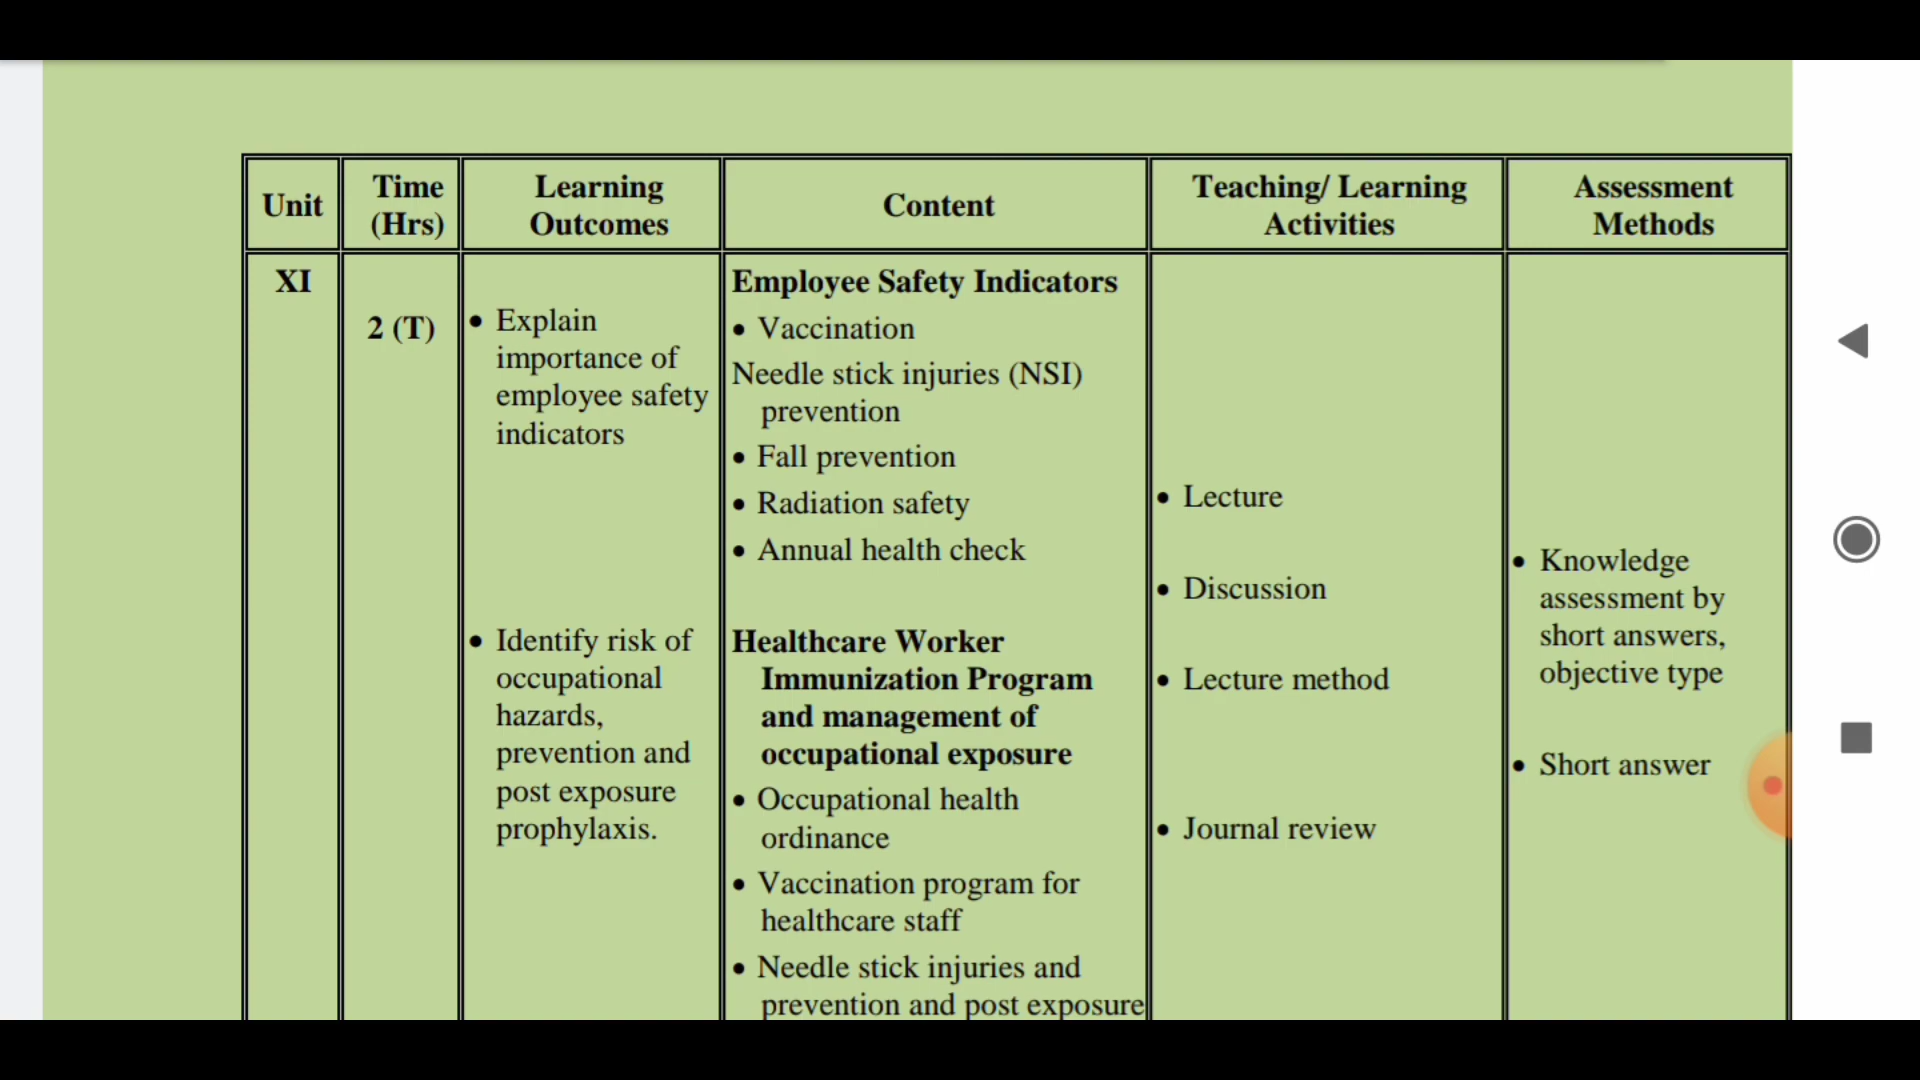 Unit
Time
(Hrs)
Learning
Outcomes
Content
Teaching/ Learning
Activities
Assessment
Methods
XI
2 (T)
• Explain
importance of
employee safety
indicators
• Identify risk of
occupational
hazards,
prevention and
post exposure
prophylaxis.
Employee Safety Indicators
• Vaccination
Needle stick injuries (NSI)
prevention
• Fall prevention
• Radiation safety
• Annual health check
Healthcare Worker
Immunization Program
and management of
occupational exposure
• Occupational health
ordinance
• Vaccination program for
healthcare staff
• Needle stick injuries and
prevention and post exposure
• Lecture
• Discussion
• Lecture method
• Journal review
• Knowledge
assessment by
short answers,
objective type
• Short answer